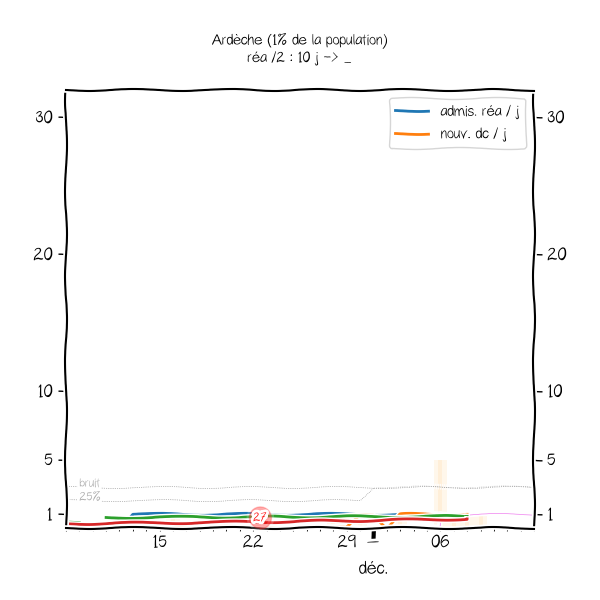 Ardèche (1% de la population)
réa /2 : 10 j -> _
admis. réa / j
nouv. dc / j
30
30
20
20
10
10
5
5
bruit
25%
1
1
27
15
22
29
06
déc.